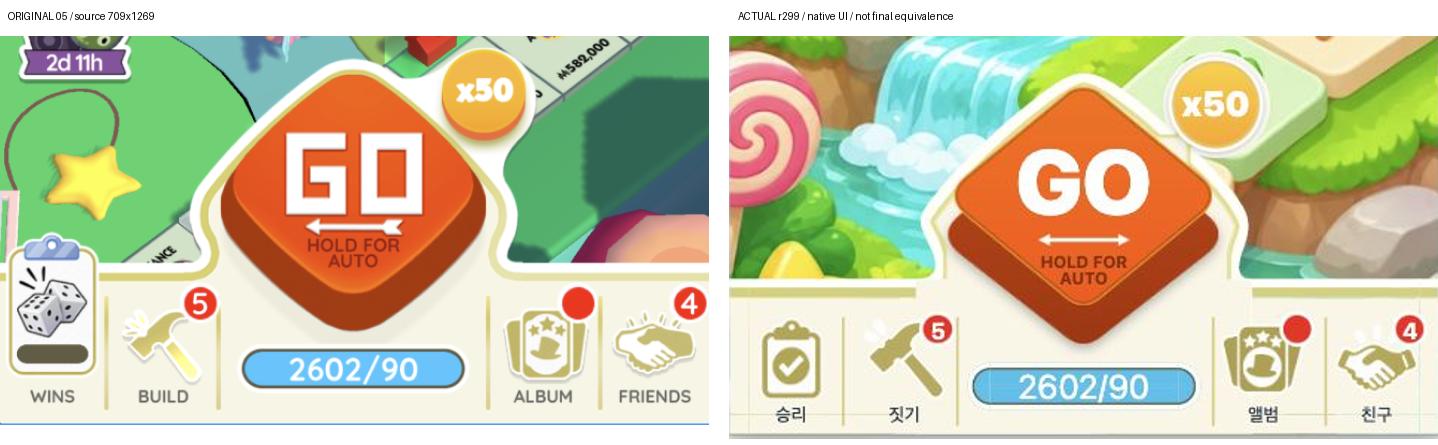 ORIGINAL 05 / source 709x1269
2d 11h
₩582,000
x50
GO
HOLD FOR
AUTO
5
4
2602/90
WINS
BUILD
ALBUM
FRIENDS
ACTUAL r299 / native UI / not final equivalence
x50
GO
HOLD FOR
AUTO
5
4
2602/90
승리
짓기
앨범
친구